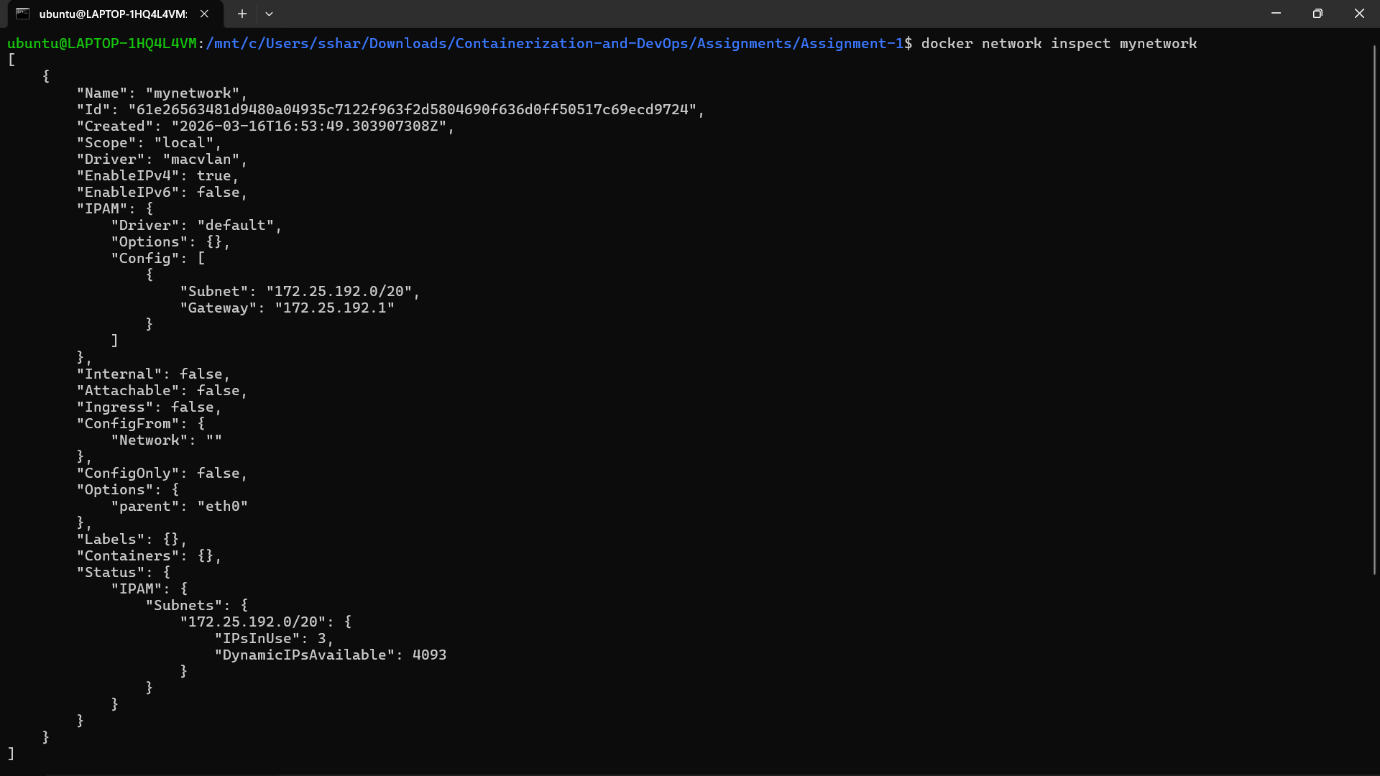 ubuntu@LAPTOP-1HQ4L4VM:
ubuntu@LAPTOP-1HQ4L4VM:/mnt/c/Users/sshar/Downloads/Containerization-and-DevOps/Assignments/Assignment-1$ docker network inspect mynetwork
[
    {
        "Name": "mynetwork",
        "Id": "61e26563481d9480a04935c7122f963f2d5804690f636d0ff50517c69ecd9724",
        "Created": "2026-03-16T16:53:49.303907308Z",
        "Scope": "local",
        "Driver": "macvlan",
        "EnableIPv4": true,
        "EnableIPv6": false,
        "IPAM": {
            "Driver": "default",
            "Options": {},
            "Config": [
                {
                    "Subnet": "172.25.192.0/20",
                    "Gateway": "172.25.192.1"
                }
            ]
        },
        "Internal": false,
        "Attachable": false,
        "Ingress": false,
        "ConfigFrom": {
            "Network": ""
        },
        "ConfigOnly": false,
        "Options": {
            "parent": "eth0"
        },
        "Labels": {},
        "Containers": {},
        "Status": {
            "IPAM": {
                "Subnets": {
                    "172.25.192.0/20": {
                        "IPsInUse": 3,
                        "DynamicIPsAvailable": 4093
                    }
                }
            }
        }
    }
]